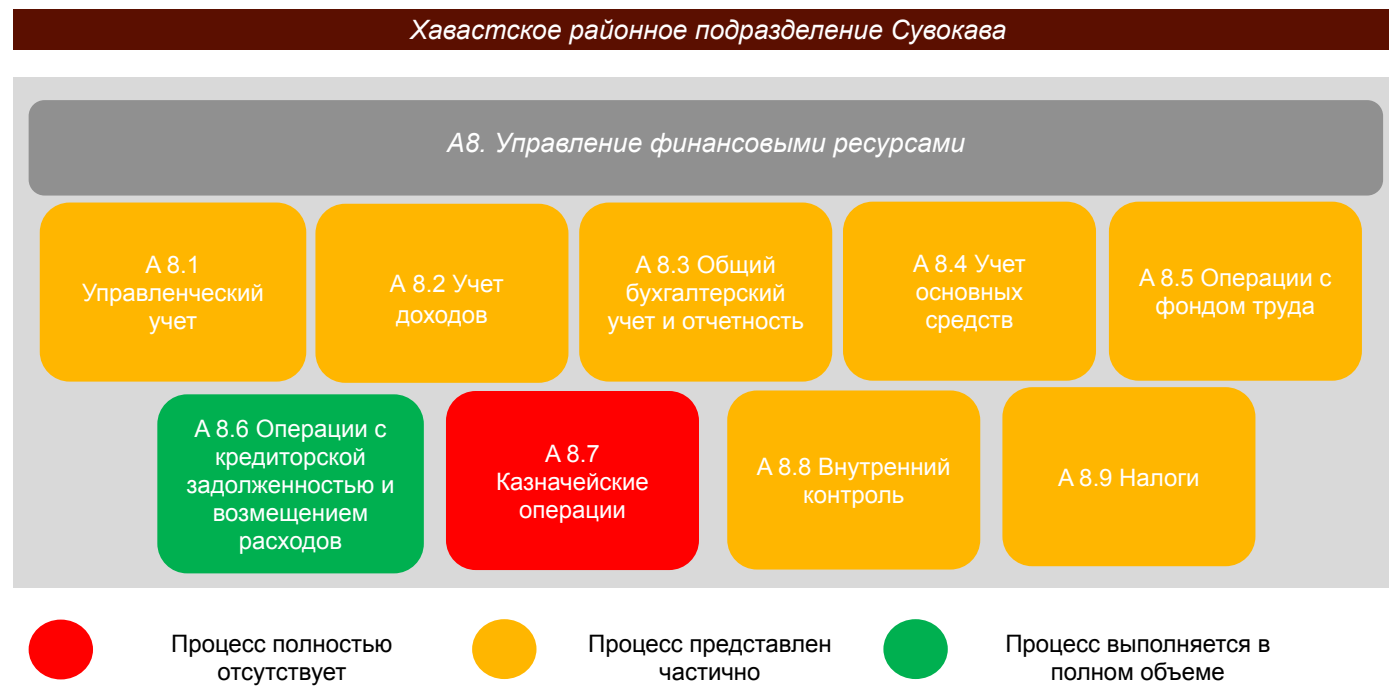 Хавастское районное подразделение Сувокава
А8. Управление финансовыми ресурсами
А 8.1
Управленческий
учет
А 8.2 Учет
доходов
А 8.3 Общий
бухгалтерский
учет и отчетность
А 8.4 Учет
основных
средств
А 8.5 Операции с
фондом труда
А 8.6 Операции с
кредиторской
задолженностью и
возмещением
расходов
А 8.7
Казначейские
операции
А 8.8 Внутренний
контроль
А 8.9 Налоги
Процесс полностью
отсутствует
Процесс представлен
частично
Процесс выполняется в
полном объеме